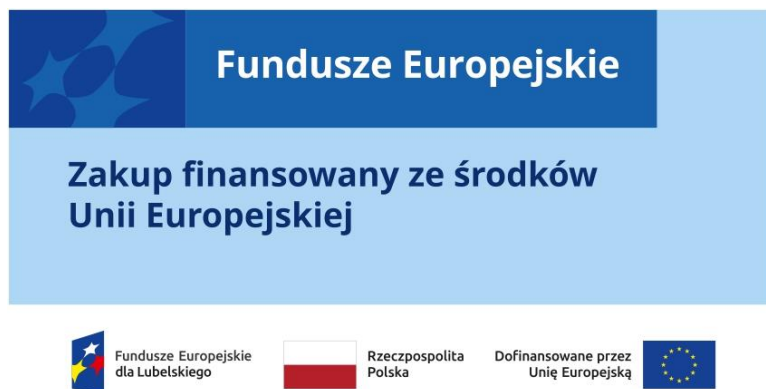 Fundusze Europejskie
Zakup finansowany ze środków
Unii Europejskiej
Fundusze Europejskie
dla Lubelskiego
Rzeczpospolita
Polska
Dofinansowane przez
Unię Europejską